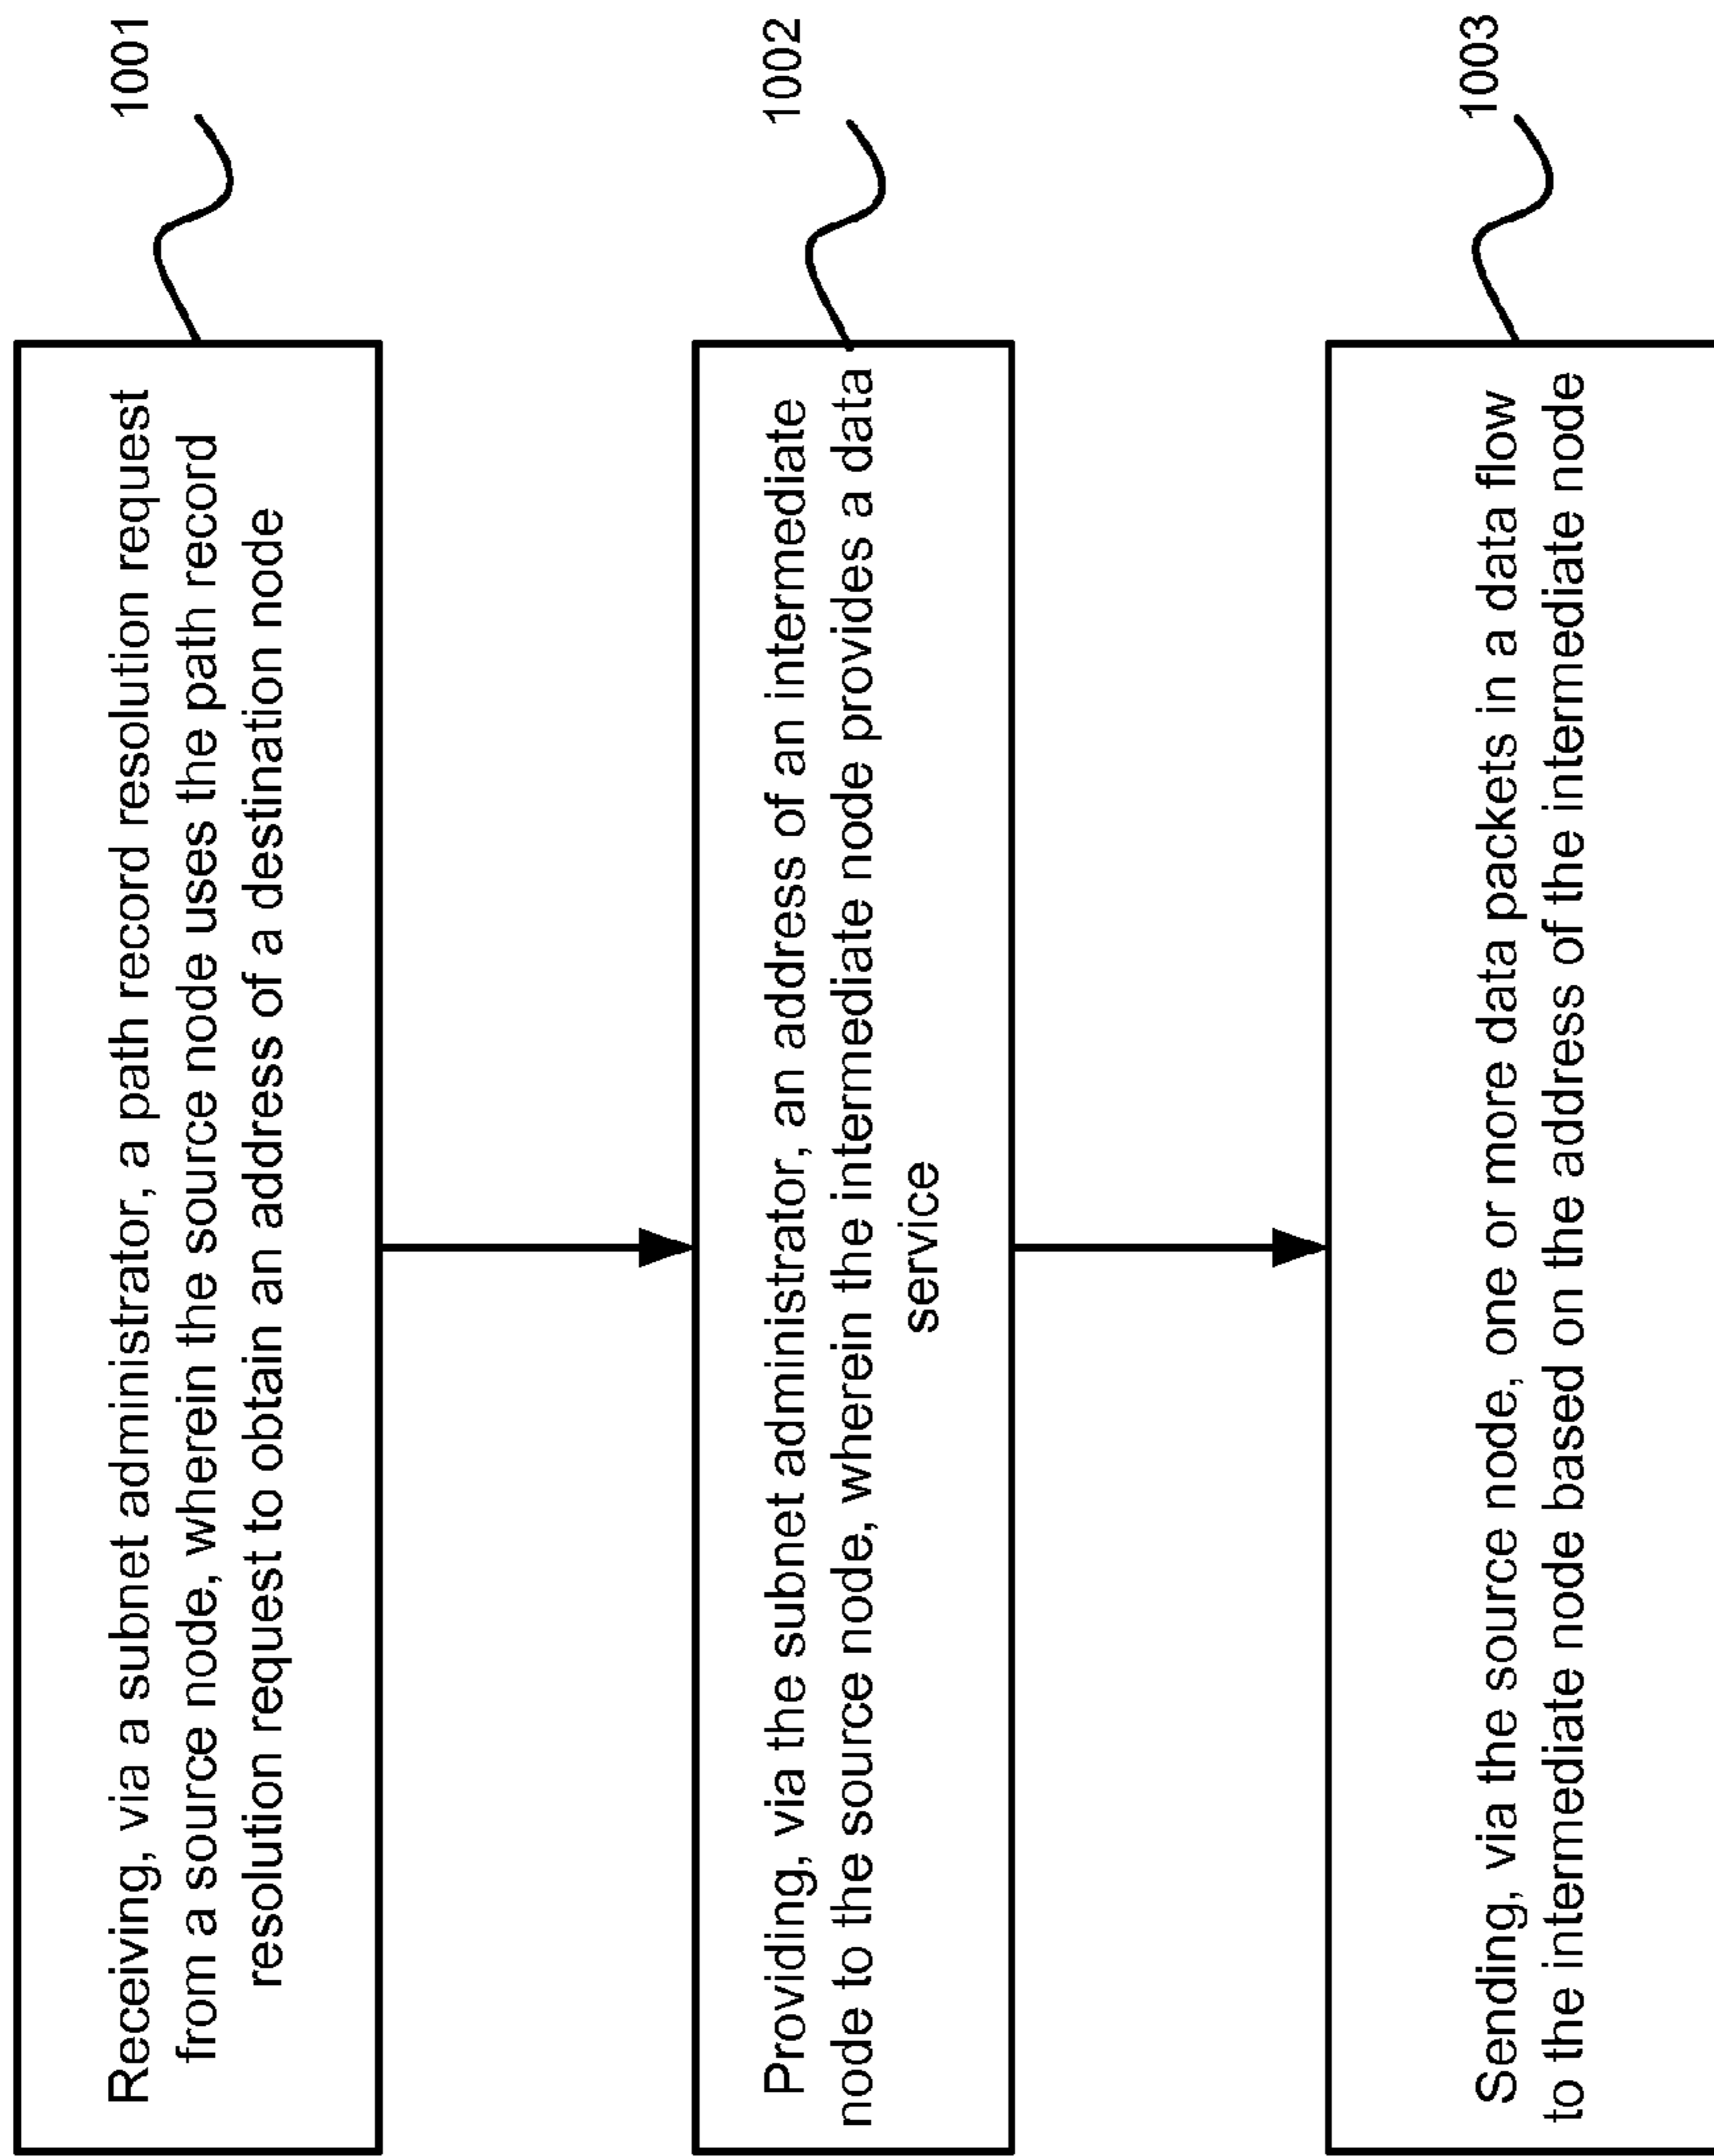 Receiving, via a subnet administrator, a path record resolution request
from a source node, wherein the source node uses the path record
resolution request to obtain an address of a destination node
1001
Providing, via the subnet administrator, an address of an intermediate
node to the source node, wherein the intermediate node provides a data
service
1002
Sending, via the source node, one or more data packets in a data flow
to the intermediate node based on the address of the intermediate node
1003